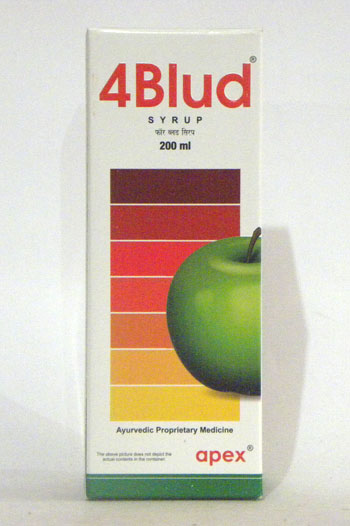 4Blud®
SYRUP
फॉर ब्लड सिरप
200 ml
Ayurvedic Proprietary Medicine
The above picture does not depict the
actual contents in the container.
apex®